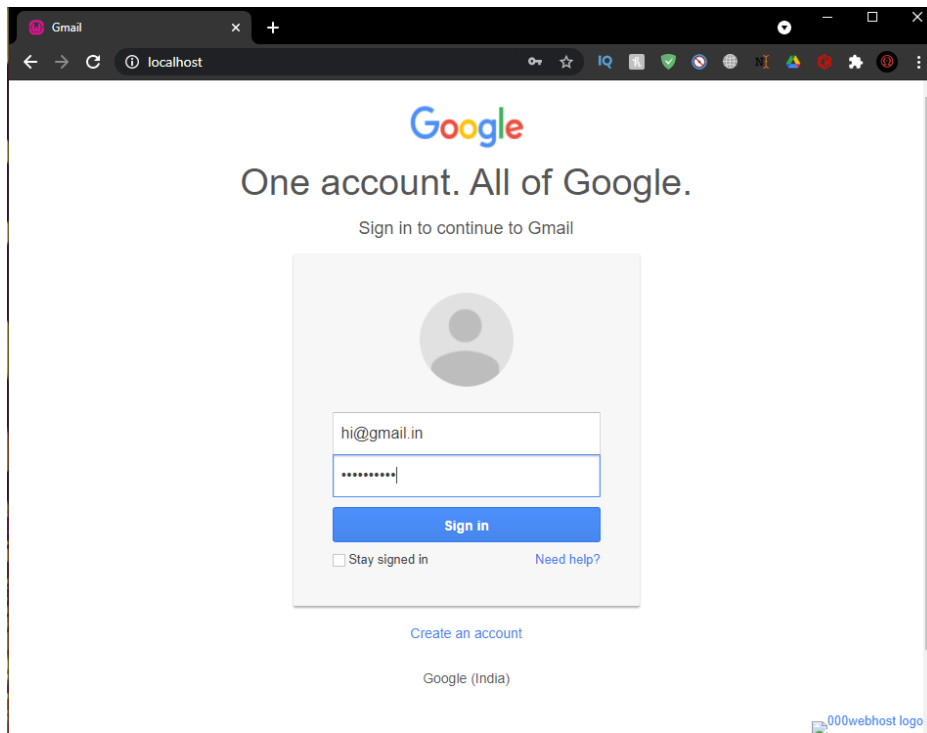 Gmail
localhost
IQ
Google
One account. All of Google.
Sign in to continue to Gmail
hi@gmail.in
••••••••••
Sign in
Stay signed in
Need help?
Create an account
Google (India)
000webhost logo